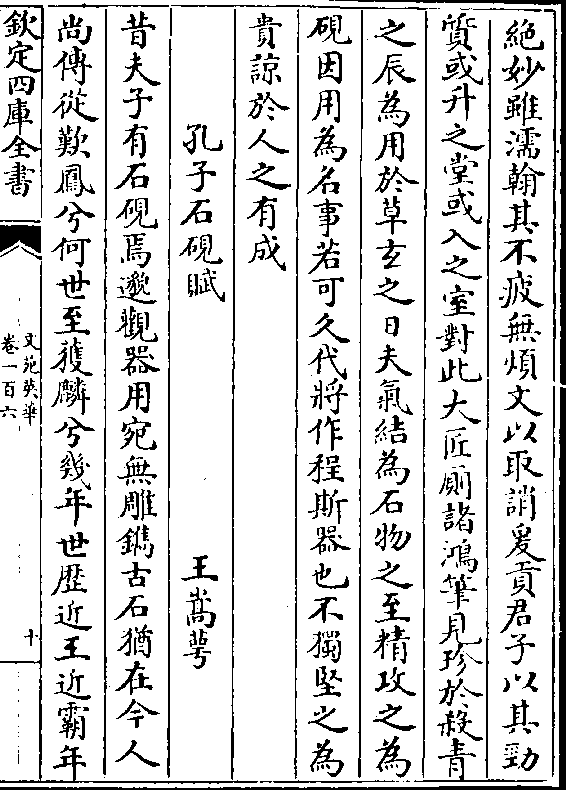 絶妙雖濡翰其不疲無煩文以取誚爰貢君子以其勁
質或升之堂或入之室對此大匠厠諸鴻筆見珍於殺青
之辰為用於草𤣥之日夫氣結為石物之至精攻之為
硯因用為名事若可久代將作程斯器也不獨堅之為
貴諒於人之有成
孔子石硯賦 王嵩萼
昔夫子有石硯焉邈觀器用宛無雕鐫古石猶在今人
尚傳從歎鳳兮何世至獲麟兮幾年世歴近王近霸年
欽定四庫全書
文苑英華
卷一百六
十